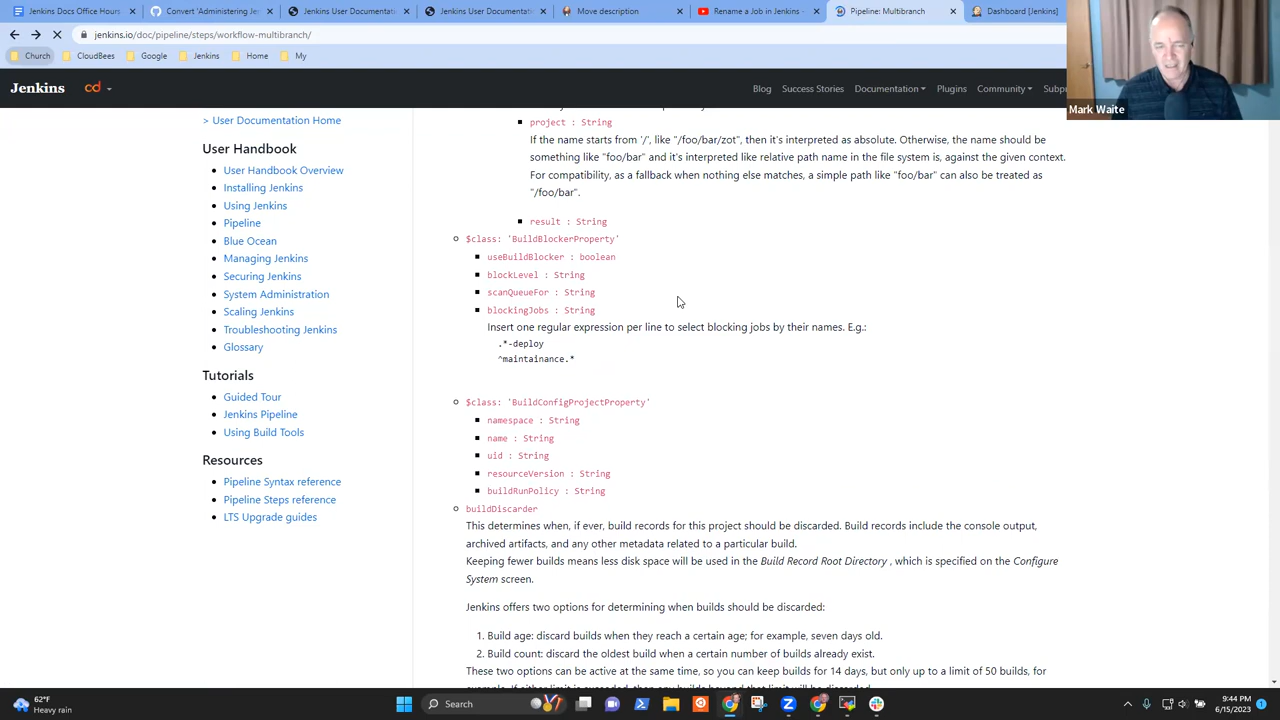 Jenkins Docs Office Hours
Convert 'Administering Je
Jenkins User Documentatic
Jenkins User Documentatic
Move description
Rename a Job in Jenkins
Pipeline: Multibranch
Dashboard [Jenkins]
jenkins.io/doc/pipeline/steps/workflow-multibranch/
Church
CloudBees
Google
Jenkins
Home
My
Mark Waite
Jenkins
cd
Blog
Success Stories
Documentation
Plugins
Community
Subp
> User Documentation Home
User Handbook
User Handbook Overview
Installing Jenkins
Using Jenkins
Pipeline
Blue Ocean
Managing Jenkins
Securing Jenkins
System Administration
Scaling Jenkins
Troubleshooting Jenkins
Glossary
Tutorials
Guided Tour
Jenkins Pipeline
Using Build Tools
Resources
Pipeline Syntax reference
Pipeline Steps reference
LTS Upgrade guides
project : String
If the name starts from '/', like "/foo/bar/zot", then it's interpreted as absolute. Otherwise, the name should be
something like "foo/bar" and it's interpreted like relative path name in the file system is, against the given context.
For compatibility, as a fallback when nothing else matches, a simple path like "foo/bar" can also be treated as
"/foo/bar".
result : String
$class: 'BuildBlockerProperty'
useBuildBlocker : boolean
blockLevel : String
scanQueueFor : String
blockingJobs : String
Insert one regular expression per line to select blocking jobs by their names. E.g.:
.*-deploy
^maintainance.*
$class: 'BuildConfigProjectProperty'
namespace : String
name : String
uid : String
resourceVersion : String
buildRunPolicy : String
buildDiscarder
This determines when, if ever, build records for this project should be discarded. Build records include the console output,
archived artifacts, and any other metadata related to a particular build.
Keeping fewer builds means less disk space will be used in the Build Record Root Directory , which is specified on the Configure
System screen.
Jenkins offers two options for determining when builds should be discarded:
1. Build age: discard builds when they reach a certain age; for example, seven days old.
2. Build count: discard the oldest build when a certain number of builds already exist.
These two options can be active at the same time, so you can keep builds for 14 days, but only up to a limit of 50 builds, for
62°F
Heavy rain
Search
9:44 PM
6/15/2023